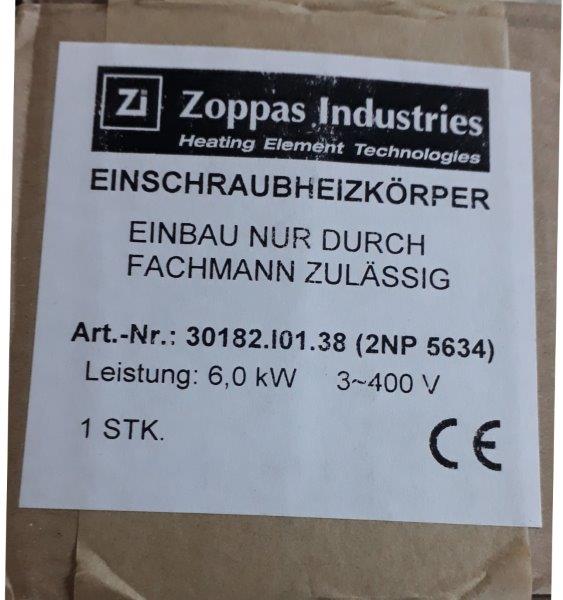 Zi Zoppas Industries
Heating Element Technologies
EINSCHRAUBHEIZKÖRPER
EINBAU NUR DURCH
FACHMANN ZULÄSSIG
Art.-Nr.: 30182.I01.38 (2NP 5634)
Leistung: 6,0 kW 3~400 V
1 STK.
CE